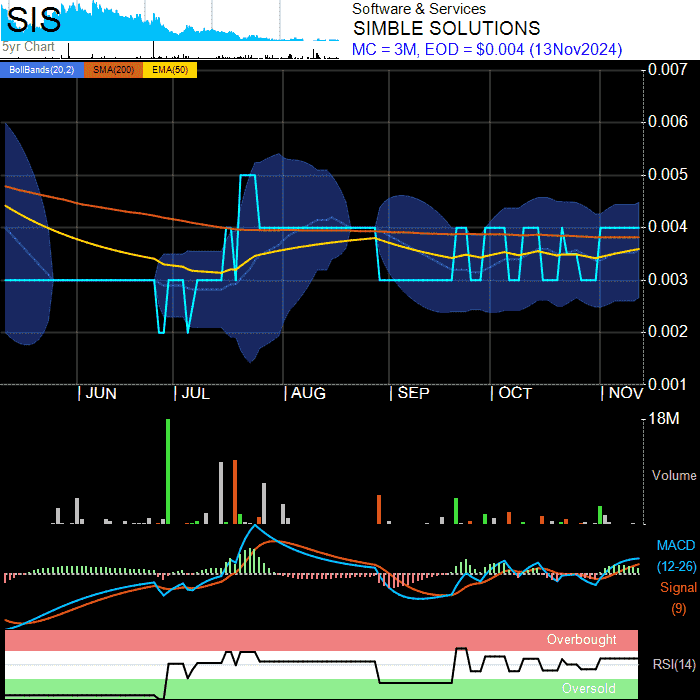 SIS
5yr Chart
Software & Services
SIMBLE SOLUTIONS
MC = 3M, EOD = $0.004 (13Nov2024)
BollBands(20,2) SMA(200) EMA(50)
0.007
0.006
0.005
0.004
0.003
0.002
0.001
| JUN | JUL | AUG | SEP | OCT | NOV
18M
Volume
MACD
(12-26)
Signal
(9)
Overbought
RSI(14)
Oversold